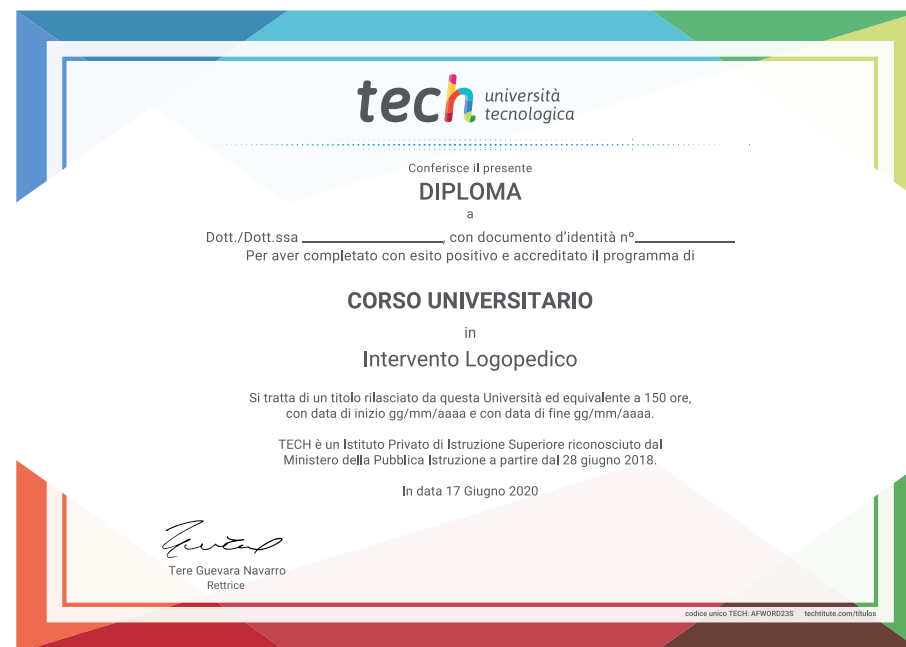 tech università
tecnologica
Conferisce il presente
DIPLOMA
a
Dott./Dott.ssa ____________, con documento d'identità nº____________
Per aver completato con esito positivo e accreditato il programma di
CORSO UNIVERSITARIO
in
Intervento Logopedico
Si tratta di un titolo rilasciato da questa Università ed equivalente a 150 ore,
con data di inizio gg/mm/aaaa e con data di fine gg/mm/aaaa.
TECH è un Istituto Privato di Istruzione Superiore riconosciuto dal
Ministero della Pubblica Istruzione a partire dal 28 giugno 2018.
In data 17 Giugno 2020
Tere Guevara Navarro
Rettrice
codice unico TECH: AFWORD23S techtitute.com/titulos